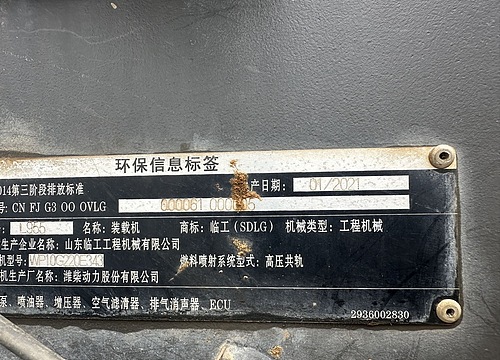 环保信息标签
014第三阶段排放标准
产日期: 01/2021
号: CN FJ G3 00 0VLG 000061 000
L955 名称: 装载机 商标: 临工 (SDLG) 机械类型: 工程机械
生产企业名称: 山东临工工程机械有限公司
机型号: WP10G220E343 燃料喷射系统型式: 高压共轨
机生产厂名称: 潍柴动力股份有限公司
泵、喷油器、增压器、空气滤清器、排气消声器、ECU
2936002830